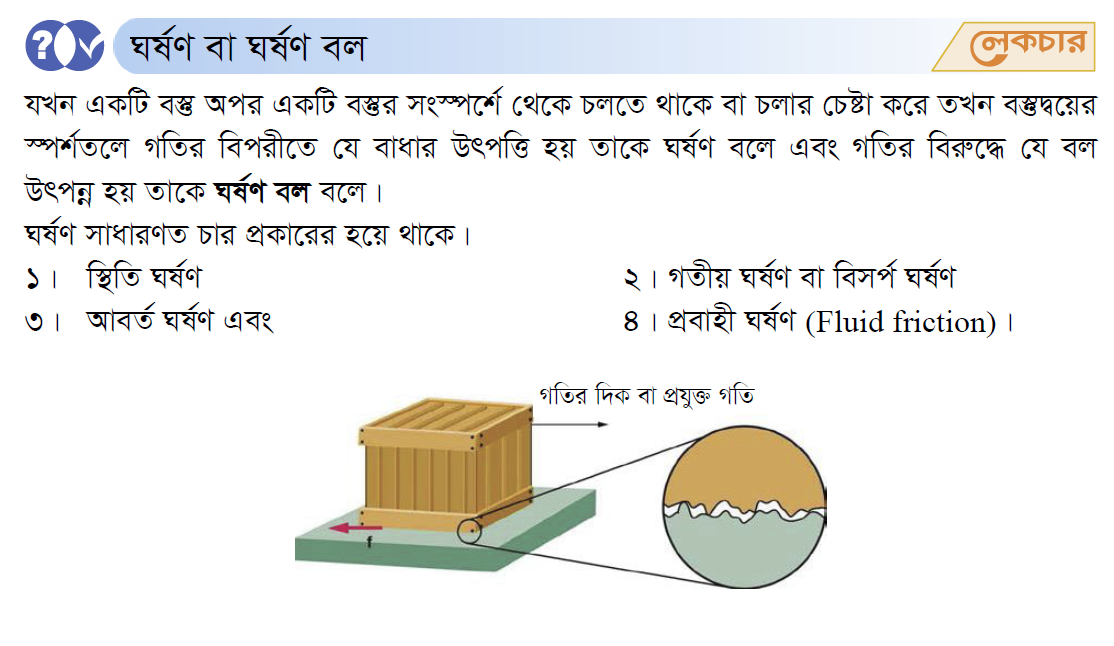 ঘর্ষণ বা ঘর্ষণ বল
লেকচার
যখন একটি বস্তু অপর একটি বস্তুর সংস্পর্শে থেকে চলতে থাকে বা চলার চেষ্টা করে তখন বস্তুদ্বয়ের
স্পর্শতলে গতির বিপরীতে যে বাধার উৎপত্তি হয় তাকে ঘর্ষণ বলে এবং গতির বিরুদ্ধে যে বল
উৎপন্ন হয় তাকে ঘর্ষণ বল বলে।
ঘর্ষণ সাধারণত চার প্রকারের হয়ে থাকে।
১। স্থিতি ঘর্ষণ ২। গতীয় ঘর্ষণ বা বিসর্প ঘর্ষণ
৩। আবর্ত ঘর্ষণ এবং ৪। প্রবাহী ঘর্ষণ (Fluid friction)।
গতির দিক বা প্রযুক্ত গতি
f